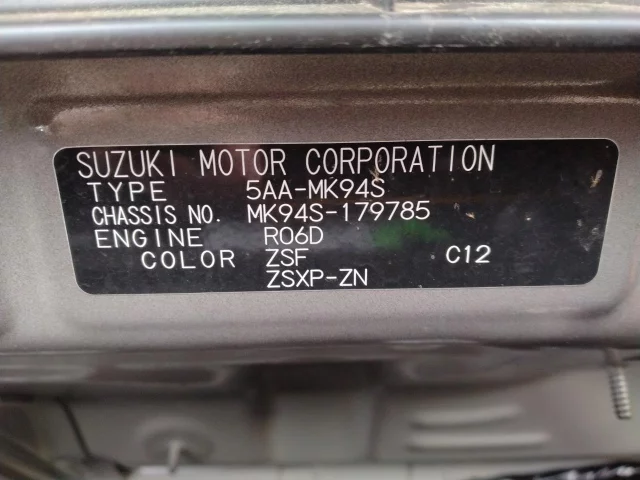 SUZUKI MOTOR CORPORATION
TYPE 5AA-MK94S
CHASSIS NO. MK94S-179785
ENGINE R06D
COLOR ZSF C12
ZSXP-ZN